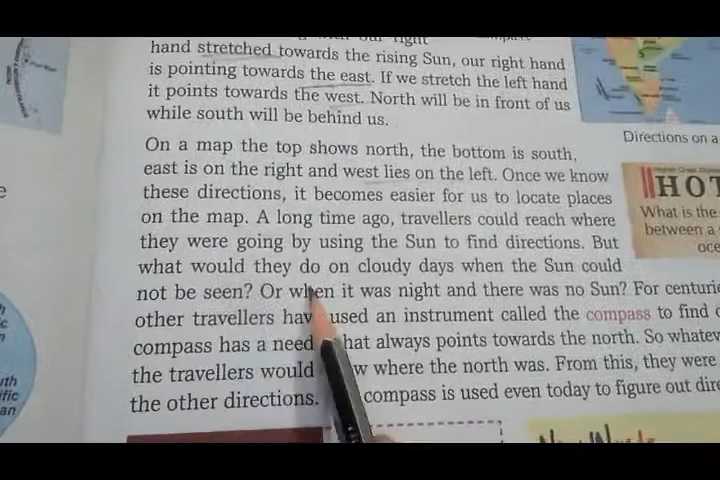 hand stretched towards the rising Sun, our right hand
is pointing towards the east. If we stretch the left hand
it points towards the west. North will be in front of us
while south will be behind us.
On a map the top shows north, the bottom is south,
east is on the right and west lies on the left. Once we know
these directions, it becomes easier for us to locate places
on the map. A long time ago, travellers could reach where
they were going by using the Sun to find directions. But
what would they do on cloudy days when the Sun could
not be seen? Or when it was night and there was no Sun? For
other travellers used an instrument called the compass to find
compass has a that always points towards the north. So
the travellers would where the north was. From this, they were
the other directions. compass is used even today to figure out
Directions on a
HOT
What is the
between a